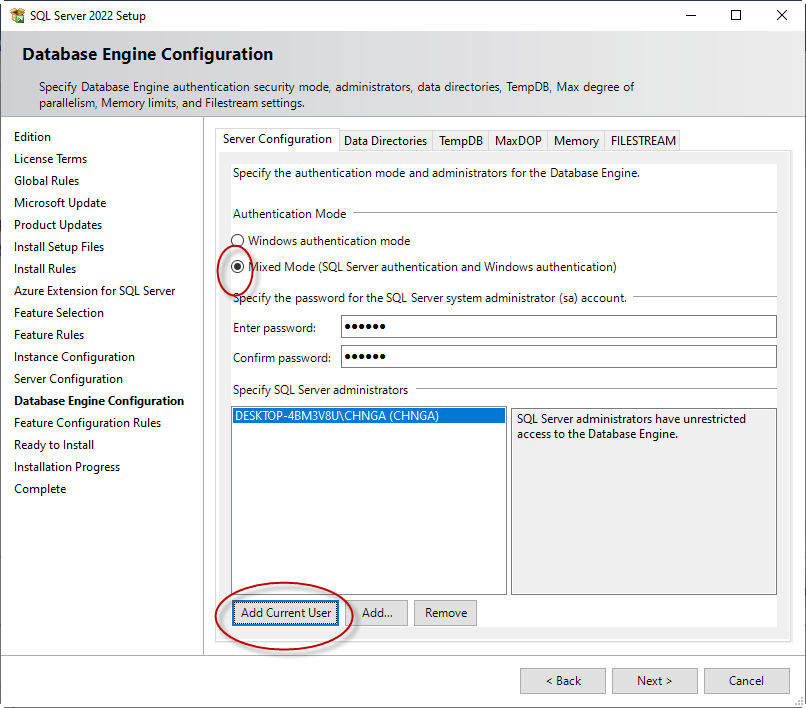 SQL Server 2022 Setup
Database Engine Configuration
Specify Database Engine authentication security mode, administrators, data directories, TempDB, Max degree of
parallelism, Memory limits, and Filestream settings.
Edition
License Terms
Global Rules
Microsoft Update
Product Updates
Install Setup Files
Install Rules
Azure Extension for SQL Server
Feature Selection
Feature Rules
Instance Configuration
Server Configuration
Database Engine Configuration
Feature Configuration Rules
Ready to Install
Installation Progress
Complete
Server Configuration Data Directories TempDB MaxDOP Memory FILESTREAM
Specify the authentication mode and administrators for the Database Engine.
Authentication Mode
Windows authentication mode
Mixed Mode (SQL Server authentication and Windows authentication)
Specify the password for the SQL Server system administrator (sa) account.
Enter password: ●●●●●●
Confirm password: ●●●●●●
Specify SQL Server administrators
DESKTOP-4BM3V8U\CHNGA (CHNGA)
SQL Server administrators have unrestricted
access to the Database Engine.
Add Current User Add... Remove
< Back Next > Cancel